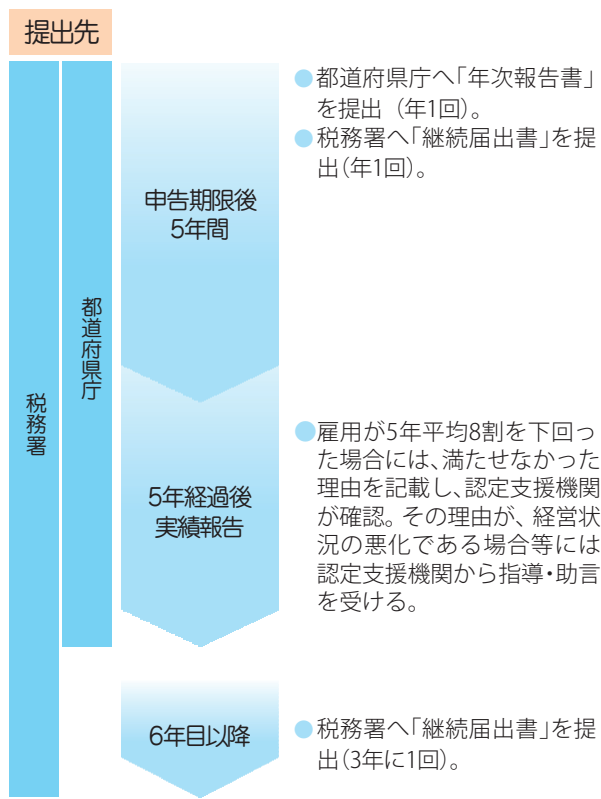 提出先
税務署
都道府県庁
申告期限後
5年間
●都道府県庁へ「年次報告書」
を提出（年1回）。
●税務署へ「継続届出書」を提
出（年1回）。
5年経過後
実績報告
●雇用が5年平均8割を下回っ
た場合には、満たせなかった
理由を記載し、認定支援機関
が確認。その理由が、経営状
況の悪化である場合等には
認定支援機関から指導・助言
を受ける。
6年目以降
●税務署へ「継続届出書」を提
出（3年に1回）。